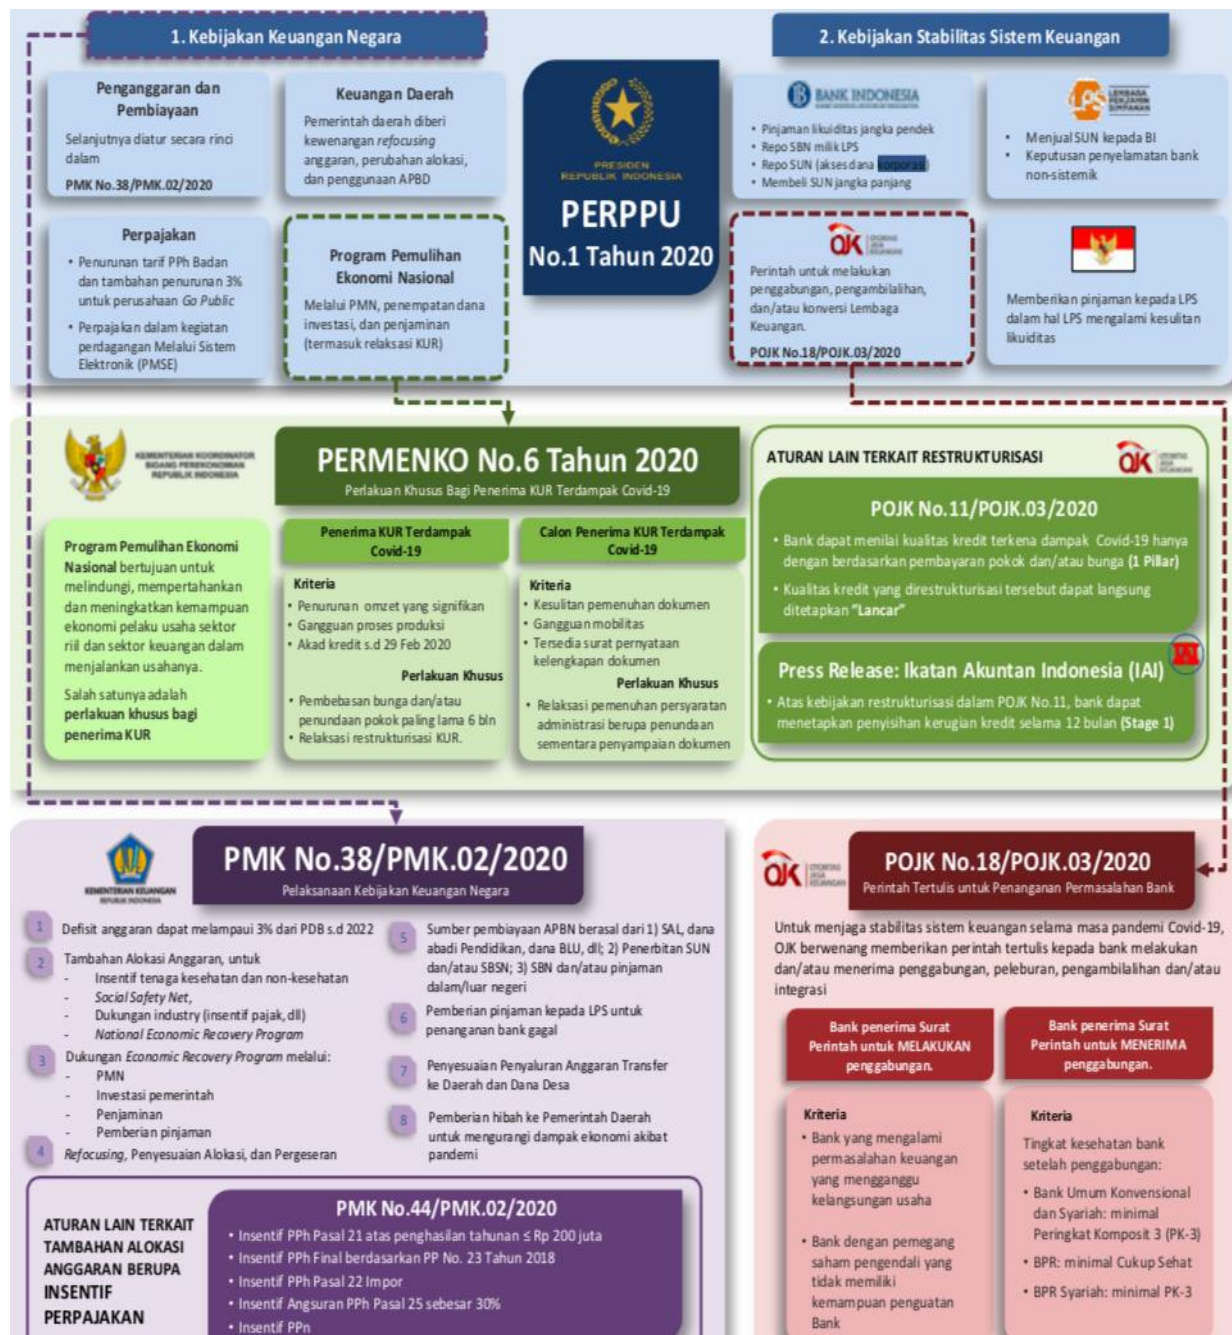 1. Kebijakan Keuangan Negara
Penganggaran dan
Pembiayaan
Selanjutnya diatur secara rinci
dalam
PMK No.38/PMK.02/2020
Keuangan Daerah
Pemerintah daerah diberi
kewenangan refocusing
anggaran, perubahan alokasi,
dan penggunaan APBD
Perpajakan
• Penurunan tarif PPh Badan
dan tambahan penurunan 3%
untuk perusahaan Go Public
• Perpajakan dalam kegiatan
perdagangan Melalui Sistem
Elektronik (PMSE)
Program Pemulihan
Ekonomi Nasional
Melalui PMN, penempatan dana
investasi, dan penjaminan
(termasuk relaksasi KUR)
PRESIDEN
REPUBLIK INDONESIA
PERPPU
No.1 Tahun 2020
2. Kebijakan Stabilitas Sistem Keuangan
BANK INDONESIA
• Pinjaman likuiditas jangka pendek
• Repo SBN milik LPS
• Repo SUN (akses dana korporasi)
• Membeli SUN jangka panjang
LPS LEMBAGA
PENJAMIN
SIMPANAN
• Menjual SUN kepada BI
• Keputusan penyelamatan bank
non-sistemik
OJK OTORITAS
JASA
KEUANGAN
Perintah untuk melakukan
penggabungan, pengambilalihan,
dan/atau konversi Lembaga
Keuangan.
POJK No.18/POJK.03/2020
Memberikan pinjaman kepada LPS
dalam hal LPS mengalami kesulitan
likuiditas
KEMENTERIAN KOORDINATOR
BIDANG PEREKONOMIAN
REPUBLIK INDONESIA
PERMENKO No.6 Tahun 2020
Perlakuan Khusus Bagi Penerima KUR Terdampak Covid-19
Program Pemulihan Ekonomi
Nasional bertujuan untuk
melindungi, mempertahankan
dan meningkatkan kemampuan
ekonomi pelaku usaha sektor
riil dan sektor keuangan dalam
menjalankan usahanya.
Salah satunya adalah
perlakuan khusus bagi
penerima KUR
Penerima KUR Terdampak
Covid-19
Kriteria
• Penurunan omzet yang signifikan
• Gangguan proses produksi
• Akad kredit s.d 29 Feb 2020
Perlakuan Khusus
• Pembebasan bunga dan/atau
penundaan pokok paling lama 6 bln
• Relaksasi restrukturisasi KUR.
Calon Penerima KUR Terdampak
Covid-19
Kriteria
• Kesulitan pemenuhan dokumen
• Gangguan mobilitas
• Tersedia surat pernyataan
kelengkapan dokumen
Perlakuan Khusus
• Relaksasi pemenuhan persyaratan
administrasi berupa penundaan
sementara penyampaian dokumen
ATURAN LAIN TERKAIT RESTRUKTURISASI
OJK OTORITAS
JASA
KEUANGAN
POJK No.11/POJK.03/2020
• Bank dapat menilai kualitas kredit terkena dampak Covid-19 hanya
dengan berdasarkan pembayaran pokok dan/atau bunga (1 Pillar)
• Kualitas kredit yang direstrukturisasi tersebut dapat langsung
ditetapkan “Lancar”
IAI
Press Release: Ikatan Akuntan Indonesia (IAI)
• Atas kebijakan restrukturisasi dalam POJK No.11, bank dapat
menetapkan penyisihan kerugian kredit selama 12 bulan (Stage 1)
KEMENTERIAN KEUANGAN
REPUBLIK INDONESIA
PMK No.38/PMK.02/2020
Pelaksanaan Kebijakan Keuangan Negara
1 Defisit anggaran dapat melampaui 3% dari PDB s.d 2022
2 Tambahan Alokasi Anggaran, untuk
- Insentif tenaga kesehatan dan non-kesehatan
- Social Safety Net,
- Dukungan industry (insentif pajak, dll)
- National Economic Recovery Program
3 Dukungan Economic Recovery Program melalui:
- PMN
- Investasi pemerintah
- Penjaminan
- Pemberian pinjaman
4 Refocusing, Penyesuaian Alokasi, dan Pergeseran
5 Sumber pembiayaan APBN berasal dari 1) SAL, dana
abadi Pendidikan, dana BLU, dll; 2) Penerbitan SUN
dan/atau SBSN; 3) SBN dan/atau pinjaman
dalam/luar negeri
6 Pemberian pinjaman kepada LPS untuk
penanganan bank gagal
7 Penyesuaian Penyaluran Anggaran Transfer
ke Daerah dan Dana Desa
8 Pemberian hibah ke Pemerintah Daerah
untuk mengurangi dampak ekonomi akibat
pandemi
ATURAN LAIN TERKAIT
TAMBAHAN ALOKASI
ANGGARAN BERUPA
INSENTIF
PERPAJAKAN
PMK No.44/PMK.02/2020
• Insentif PPh Pasal 21 atas penghasilan tahunan ≤ Rp 200 juta
• Insentif PPh Final berdasarkan PP No. 23 Tahun 2018
• Insentif PPh Pasal 22 Impor
• Insentif Angsuran PPh Pasal 25 sebesar 30%
• Insentif PPn
OJK OTORITAS
JASA
KEUANGAN
POJK No.18/POJK.03/2020
Perintah Tertulis untuk Penanganan Permasalahan Bank
Untuk menjaga stabilitas sistem keuangan selama masa pandemi Covid-19,
OJK berwenang memberikan perintah tertulis kepada bank melakukan
dan/atau menerima penggabungan, peleburan, pengambilalihan dan/atau
integrasi
Bank penerima Surat
Perintah untuk MELAKUKAN
penggabungan.
Kriteria
• Bank yang mengalami
permasalahan keuangan
yang mengganggu
kelangsungan usaha
• Bank dengan pemegang
saham pengendali yang
tidak memiliki
kemampuan penguatan
Bank
Bank penerima Surat
Perintah untuk MENERIMA
penggabungan.
Kriteria
Tingkat kesehatan bank
setelah penggabungan:
• Bank Umum Konvensional
dan Syariah: minimal
Peringkat Komposit 3 (PK-3)
• BPR: minimal Cukup Sehat
• BPR Syariah: minimal PK-3